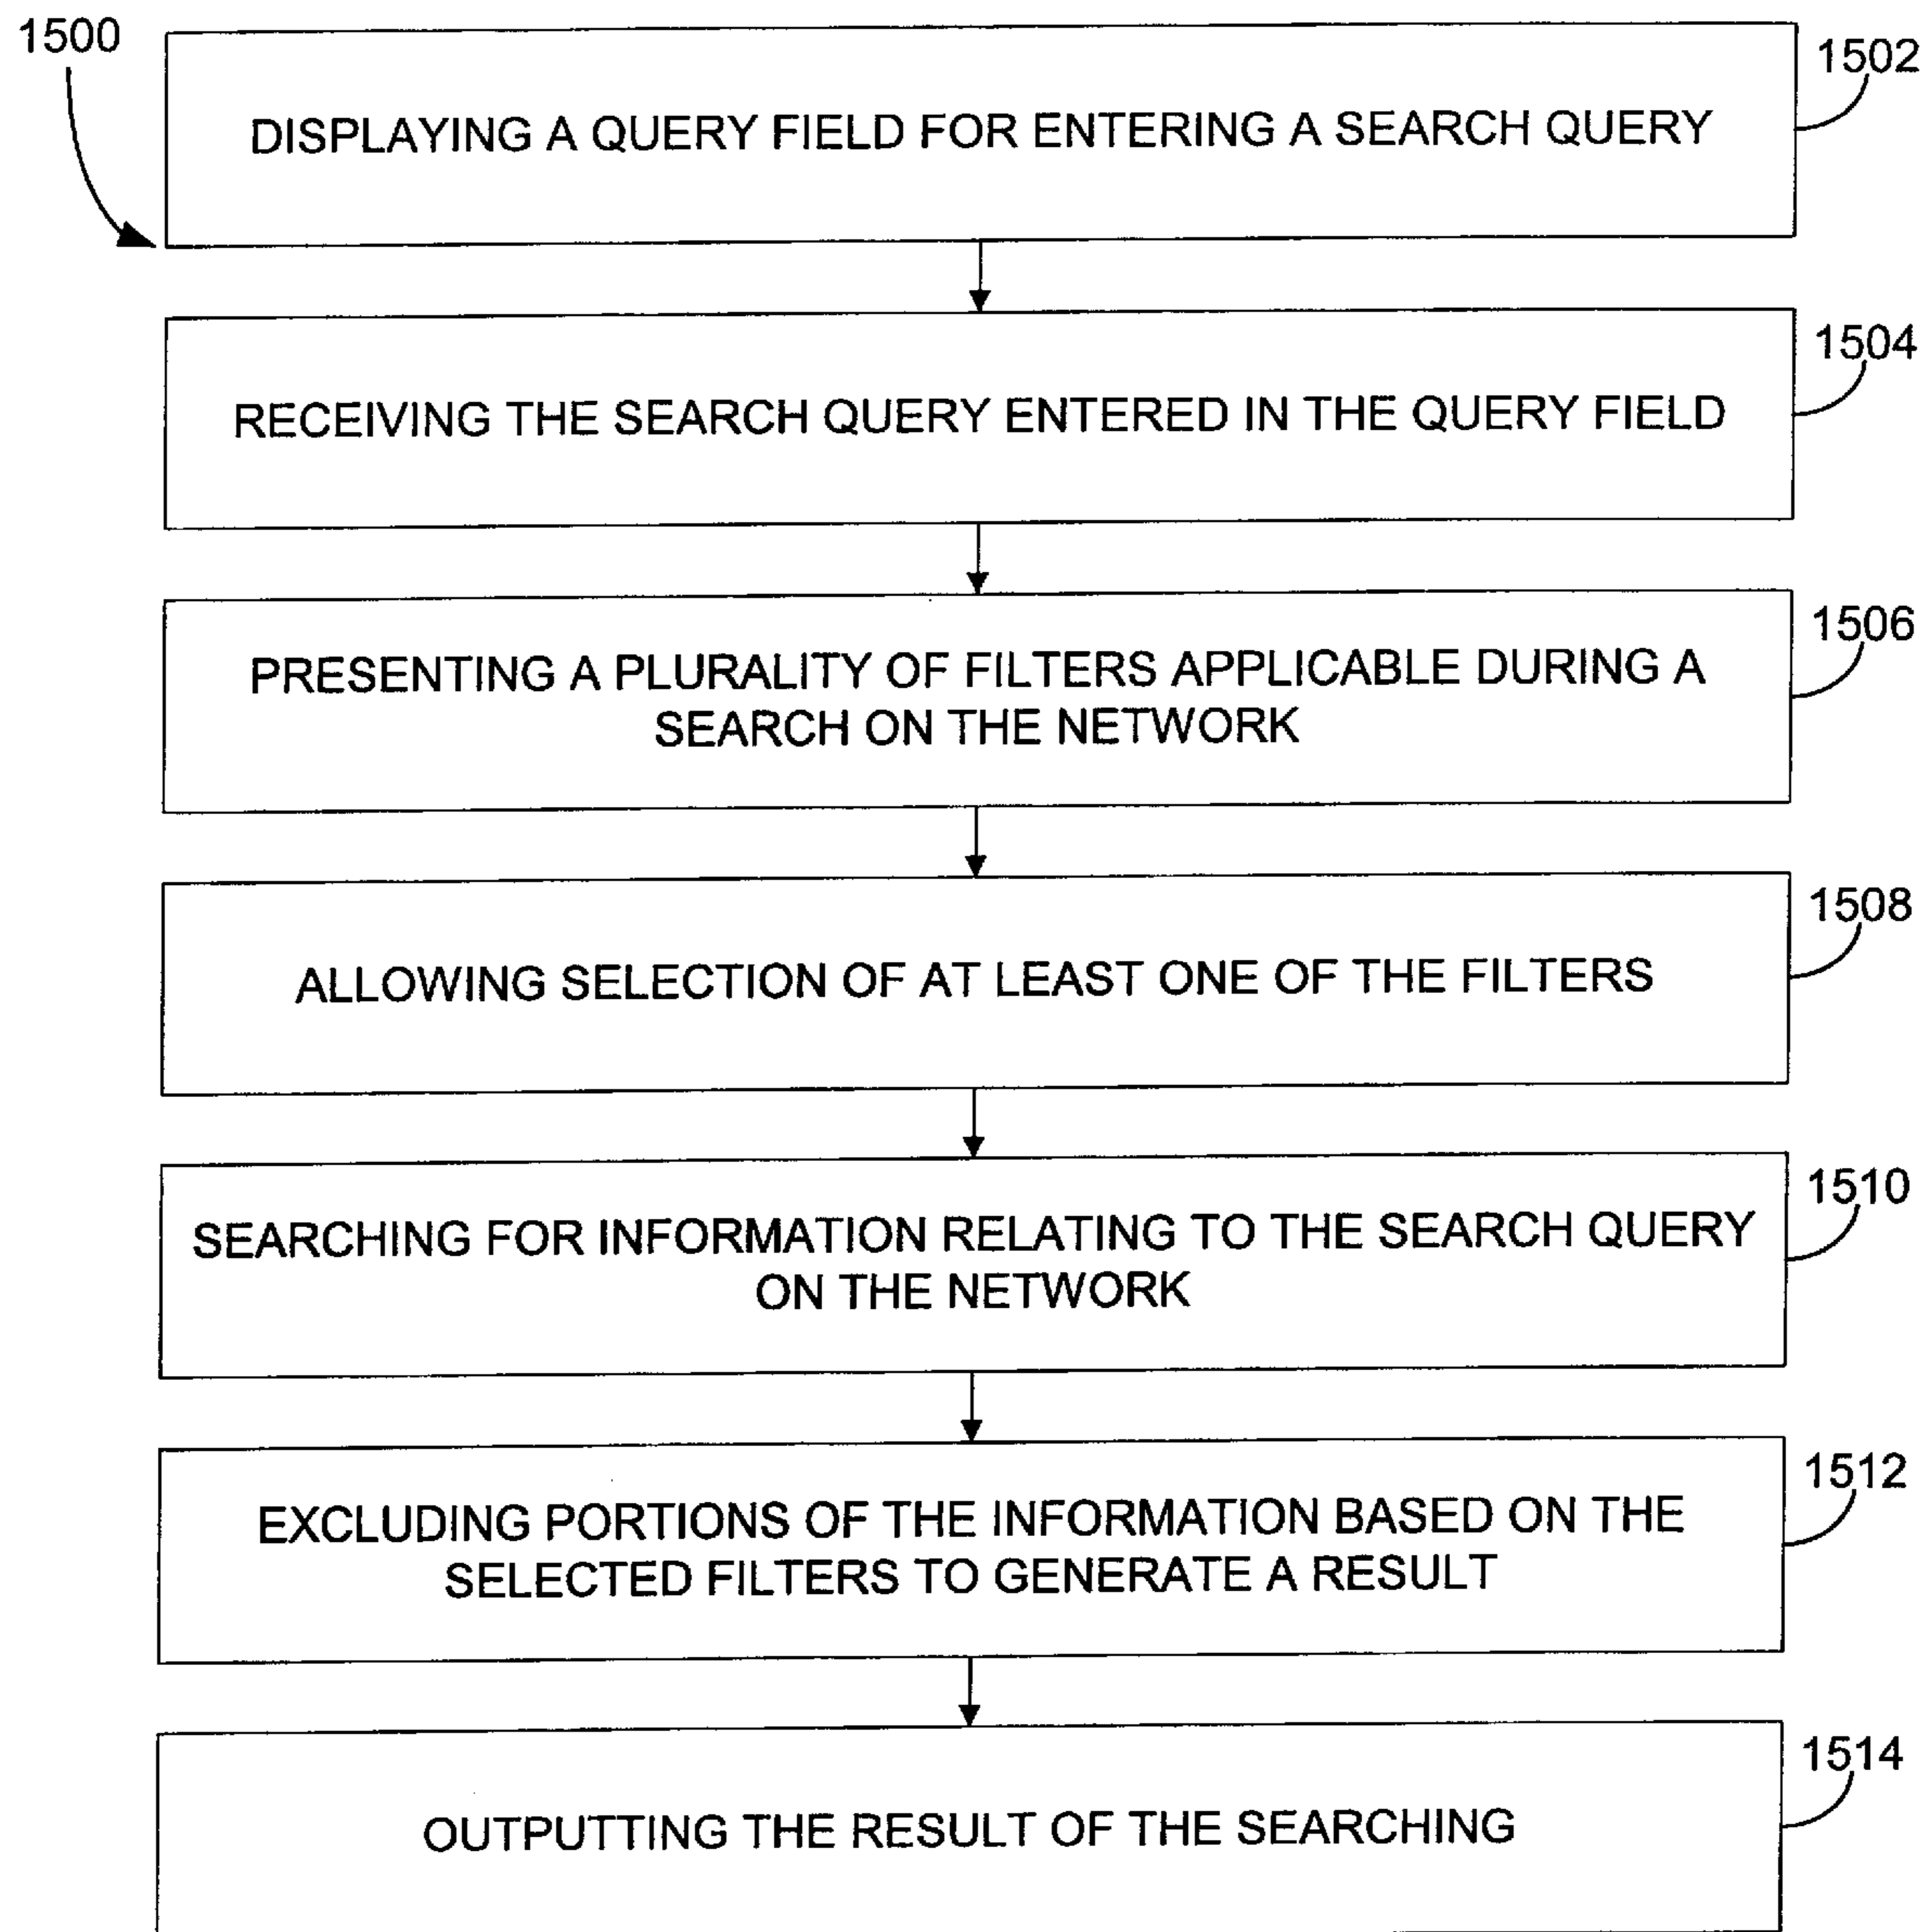 1500
1502
DISPLAYING A QUERY FIELD FOR ENTERING A SEARCH QUERY
1504
RECEIVING THE SEARCH QUERY ENTERED IN THE QUERY FIELD
1506
PRESENTING A PLURALITY OF FILTERS APPLICABLE DURING A
SEARCH ON THE NETWORK
1508
ALLOWING SELECTION OF AT LEAST ONE OF THE FILTERS
1510
SEARCHING FOR INFORMATION RELATING TO THE SEARCH QUERY
ON THE NETWORK
1512
EXCLUDING PORTIONS OF THE INFORMATION BASED ON THE
SELECTED FILTERS TO GENERATE A RESULT
1514
OUTPUTTING THE RESULT OF THE SEARCHING